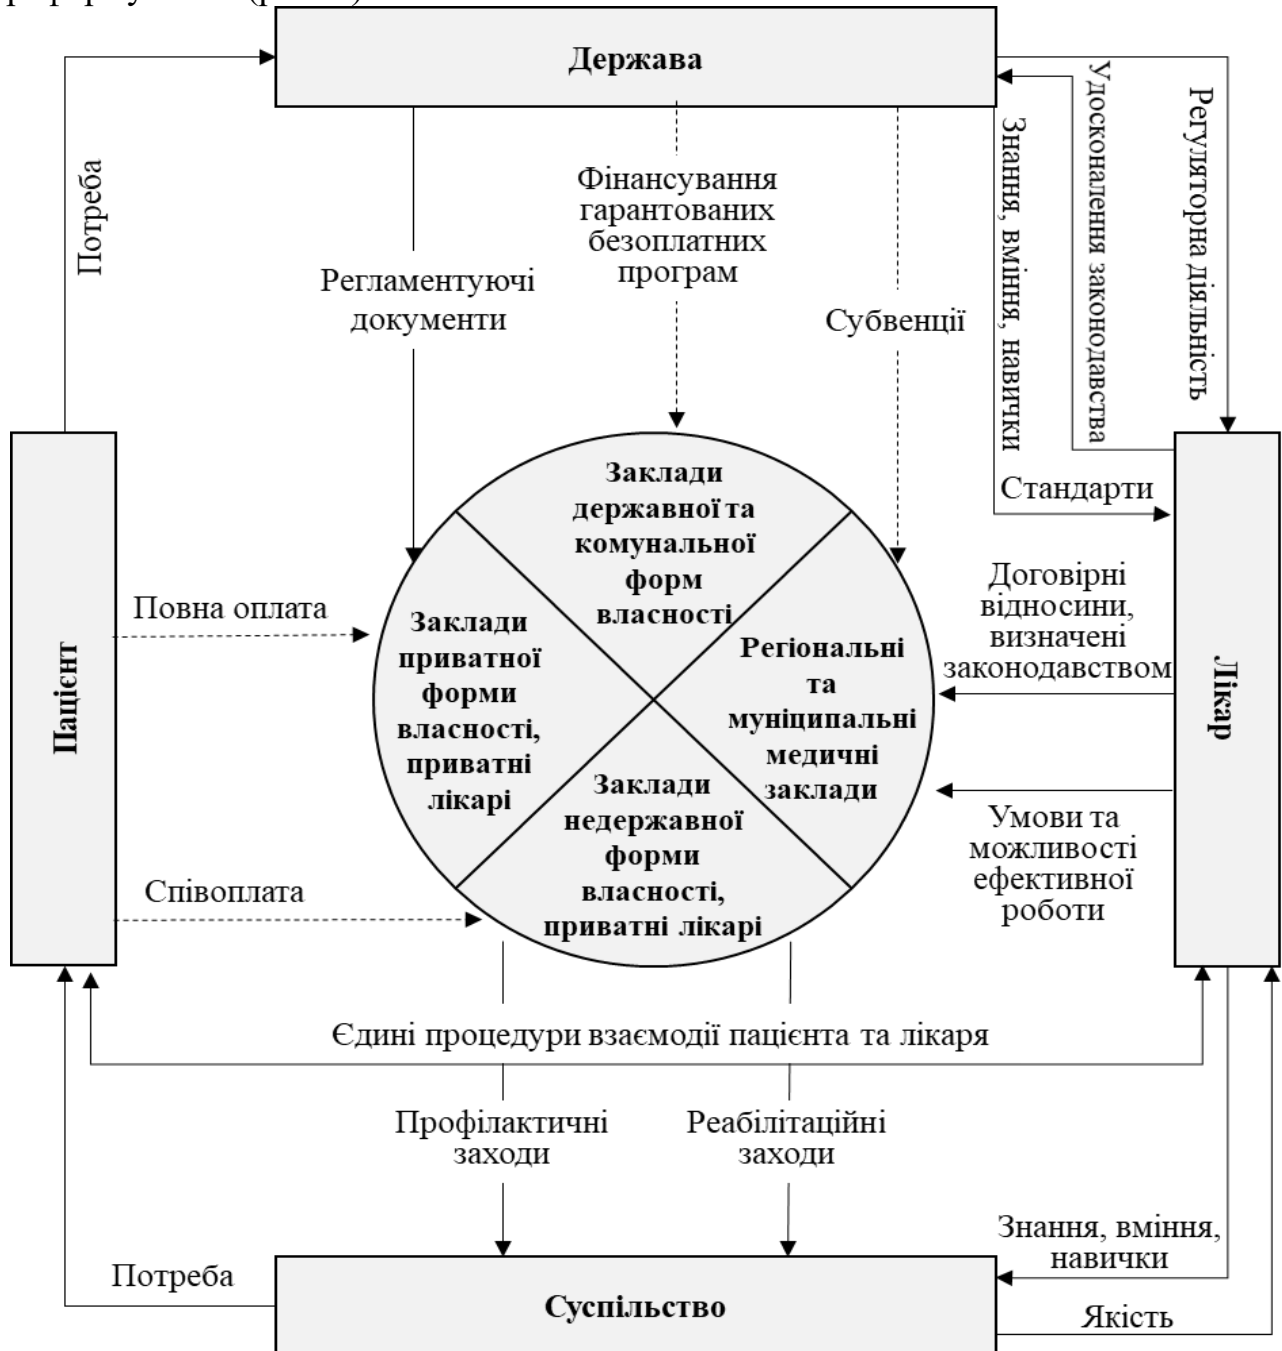 Держава
Потреба
Регламентуючі
документи
Фінансування
гарантованих
безоплатних
програм
Субвенції
Знання, вміння, навички
Удосконалення законодавства
Регуляторна діяльність
Стандарти
Пацієнт
Повна оплата
Співоплата
Заклади
державної та
комунальної
форм
власності
Заклади
приватної
форми
власності,
приватні
лікарі
Регіональні
та
муніципальні
медичні
заклади
Заклади
недержавної
форми
власності,
приватні лікарі
Договірні
відносини,
визначені
законодавством
Умови та
можливості
ефективної
роботи
Лікар
Єдині процедури взаємодії пацієнта та лікаря
Профілактичні
заходи
Реабілітаційні
заходи
Потреба
Знання, вміння,
навички
Якість
Суспільство